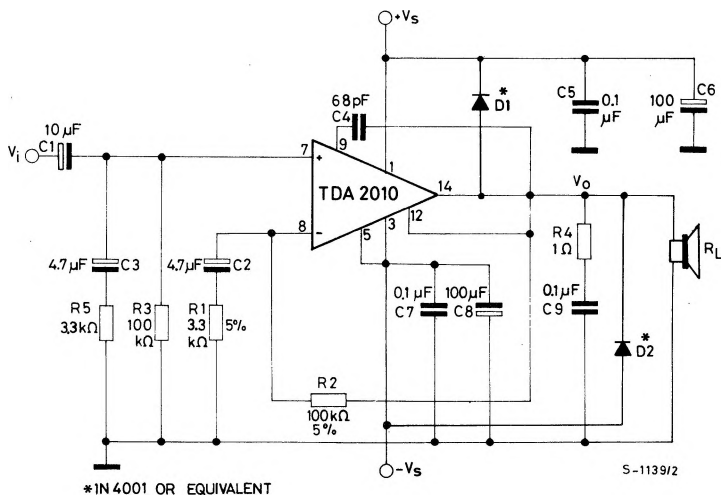 +Vs
10 μF
C1
Vi
68pF
C4
9
7
+
1
TDA 2010
14
8
−
5
3
12
*
D1
C5
0.1
μF
C6
100
μF
Vo
R4
1Ω
RL
4.7μF
C3
4.7μF
C2
R5
3.3kΩ
R3
100
kΩ
R1
3.3
kΩ
5%
0.1μF
C7
100μF
C8
0.1μF
C9
*
D2
R2
100kΩ
5%
−Vs
S-1139/2
*1N 4001 OR EQUIVALENT